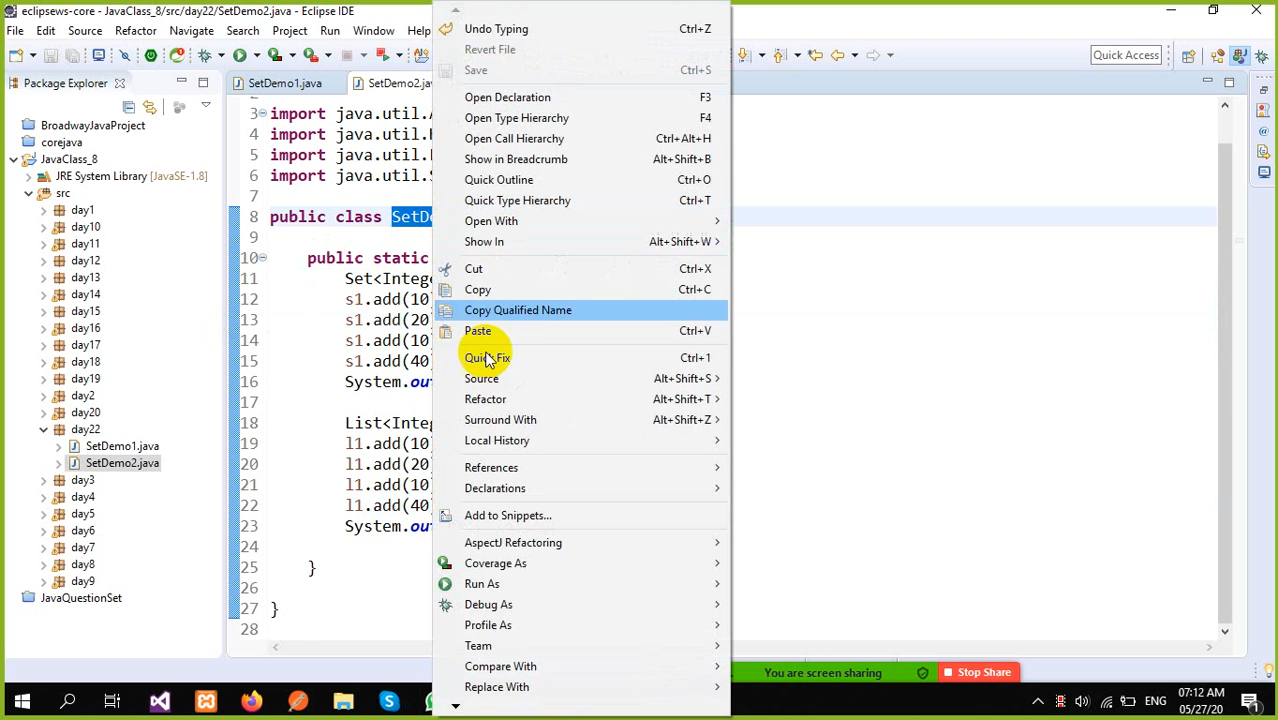 eclipsews-core - JavaClass_8/src/day22/SetDemo2.java - Eclipse IDE
File Edit Source Refactor Navigate Search Project Run Window Help
Quick Access
Package Explorer
BroadwayJavaProject
corejava
JavaClass_8
JRE System Library [JavaSE-1.8]
src
day1
day10
day11
day12
day13
day14
day15
day16
day17
day18
day19
day2
day20
day22
SetDemo1.java
SetDemo2.java
day3
day4
day5
day6
day7
day8
day9
JavaQuestionSet
SetDemo1.java SetDemo2.jav
3 import java.util.
4 import java.util.
5 import java.util.
6 import java.util.
7
8 public class SetDe
9
10 public static
11 Set<Intege
12 s1.add(10)
13 s1.add(20)
14 s1.add(10)
15 s1.add(40)
16 System.ou
17
18 List<Integ
19 l1.add(10)
20 l1.add(20)
21 l1.add(10)
22 l1.add(40)
23 System.ou
24
25 }
26
27 }
28
Undo Typing Ctrl+Z
Revert File
Save Ctrl+S
Open Declaration F3
Open Type Hierarchy F4
Open Call Hierarchy Ctrl+Alt+H
Show in Breadcrumb Alt+Shift+B
Quick Outline Ctrl+O
Quick Type Hierarchy Ctrl+T
Open With
Show In Alt+Shift+W
Cut Ctrl+X
Copy Ctrl+C
Copy Qualified Name
Paste Ctrl+V
Quick Fix Ctrl+1
Source Alt+Shift+S
Refactor Alt+Shift+T
Surround With Alt+Shift+Z
Local History
References
Declarations
Add to Snippets...
AspectJ Refactoring
Coverage As
Run As
Debug As
Profile As
Team
Compare With
Replace With
You are screen sharing Stop Share
ENG
07:12 AM
05/27/20
1